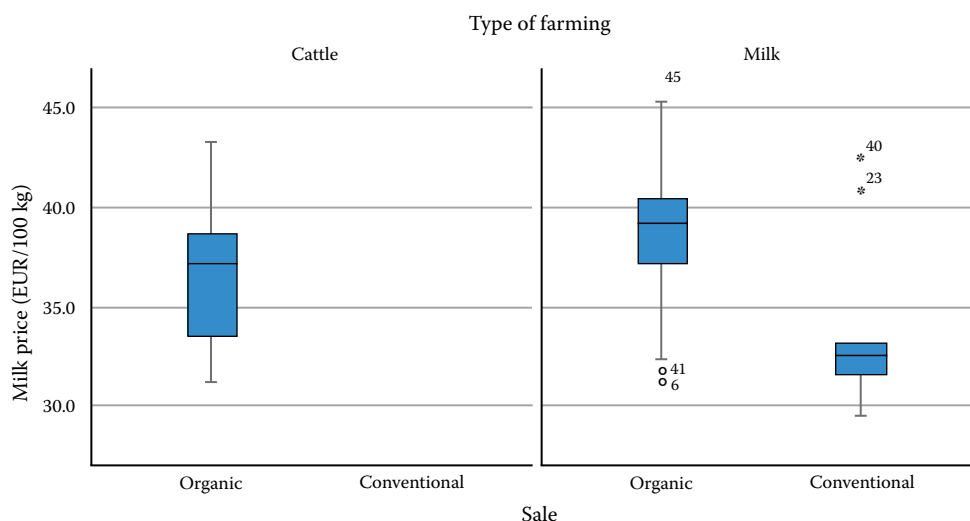 Type of farming
Cattle
Milk
Milk price (EUR/100 kg)
45.0
40.0
35.0
30.0
45
40
23
41
6
Organic
Conventional
Organic
Conventional
Sale